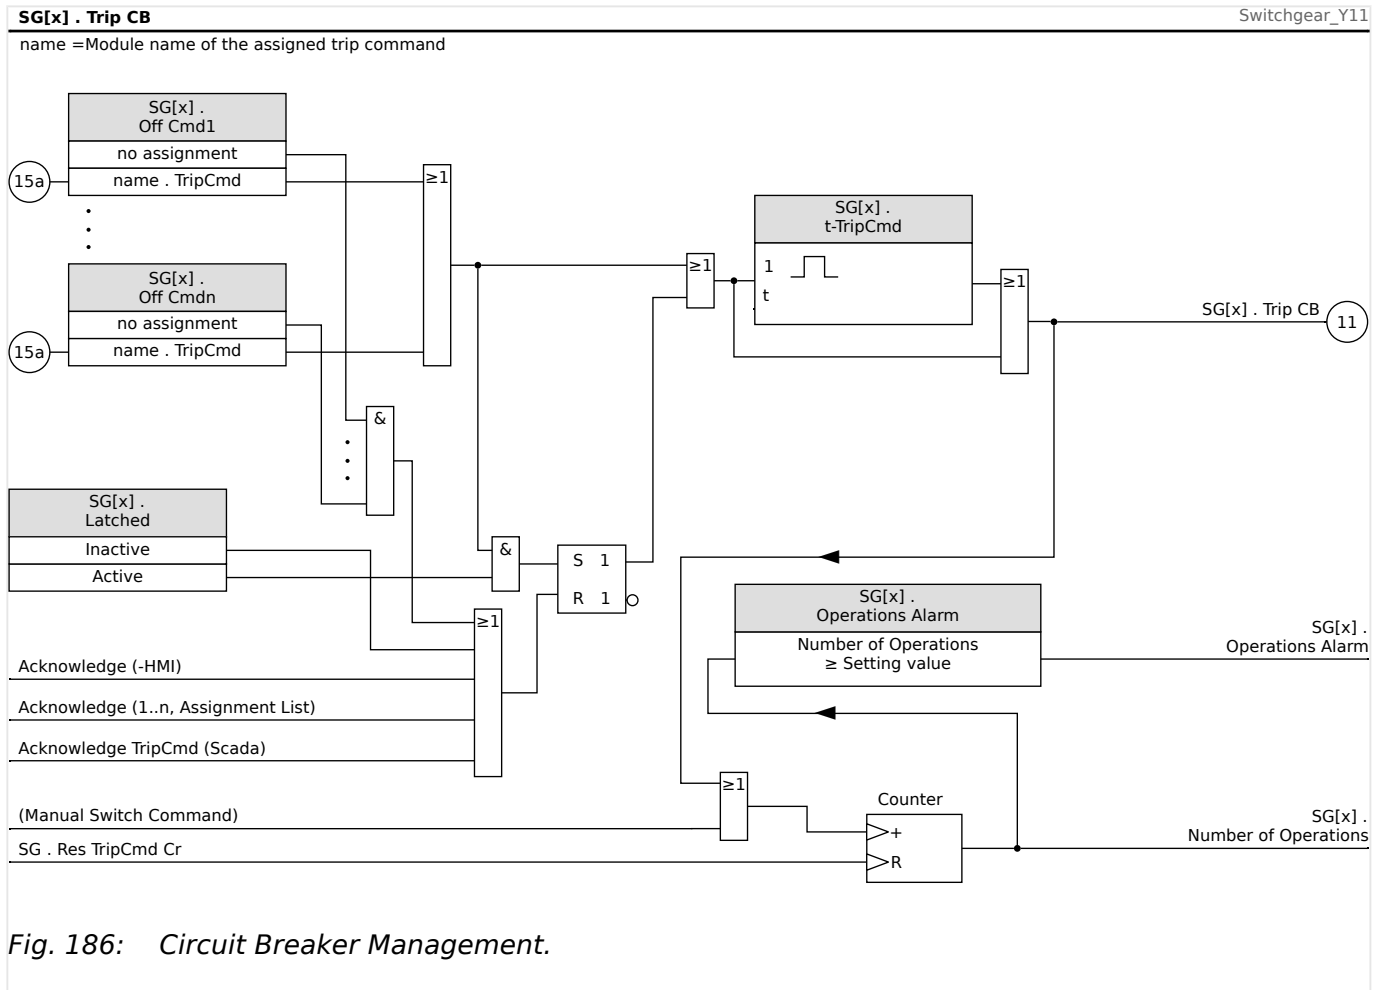 SG[x] . Trip CB
Switchgear_Y11
name =Module name of the assigned trip command
SG[x] .
Off Cmd1
no assignment
15a
name . TripCmd
≥1
SG[x] .
t-TripCmd
1
t
≥1
≥1
SG[x] . Trip CB
11
SG[x] .
Off Cmdn
no assignment
15a
name . TripCmd
&
SG[x] .
Latched
Inactive
Active
&
S 1
R 1
≥1
SG[x] .
Operations Alarm
Number of Operations
≥ Setting value
SG[x] .
Operations Alarm
Acknowledge (-HMI)
Acknowledge (1..n, Assignment List)
Acknowledge TripCmd (Scada)
≥1
(Manual Switch Command)
SG . Res TripCmd Cr
Counter
+
R
SG[x] .
Number of Operations
Fig. 186: Circuit Breaker Management.